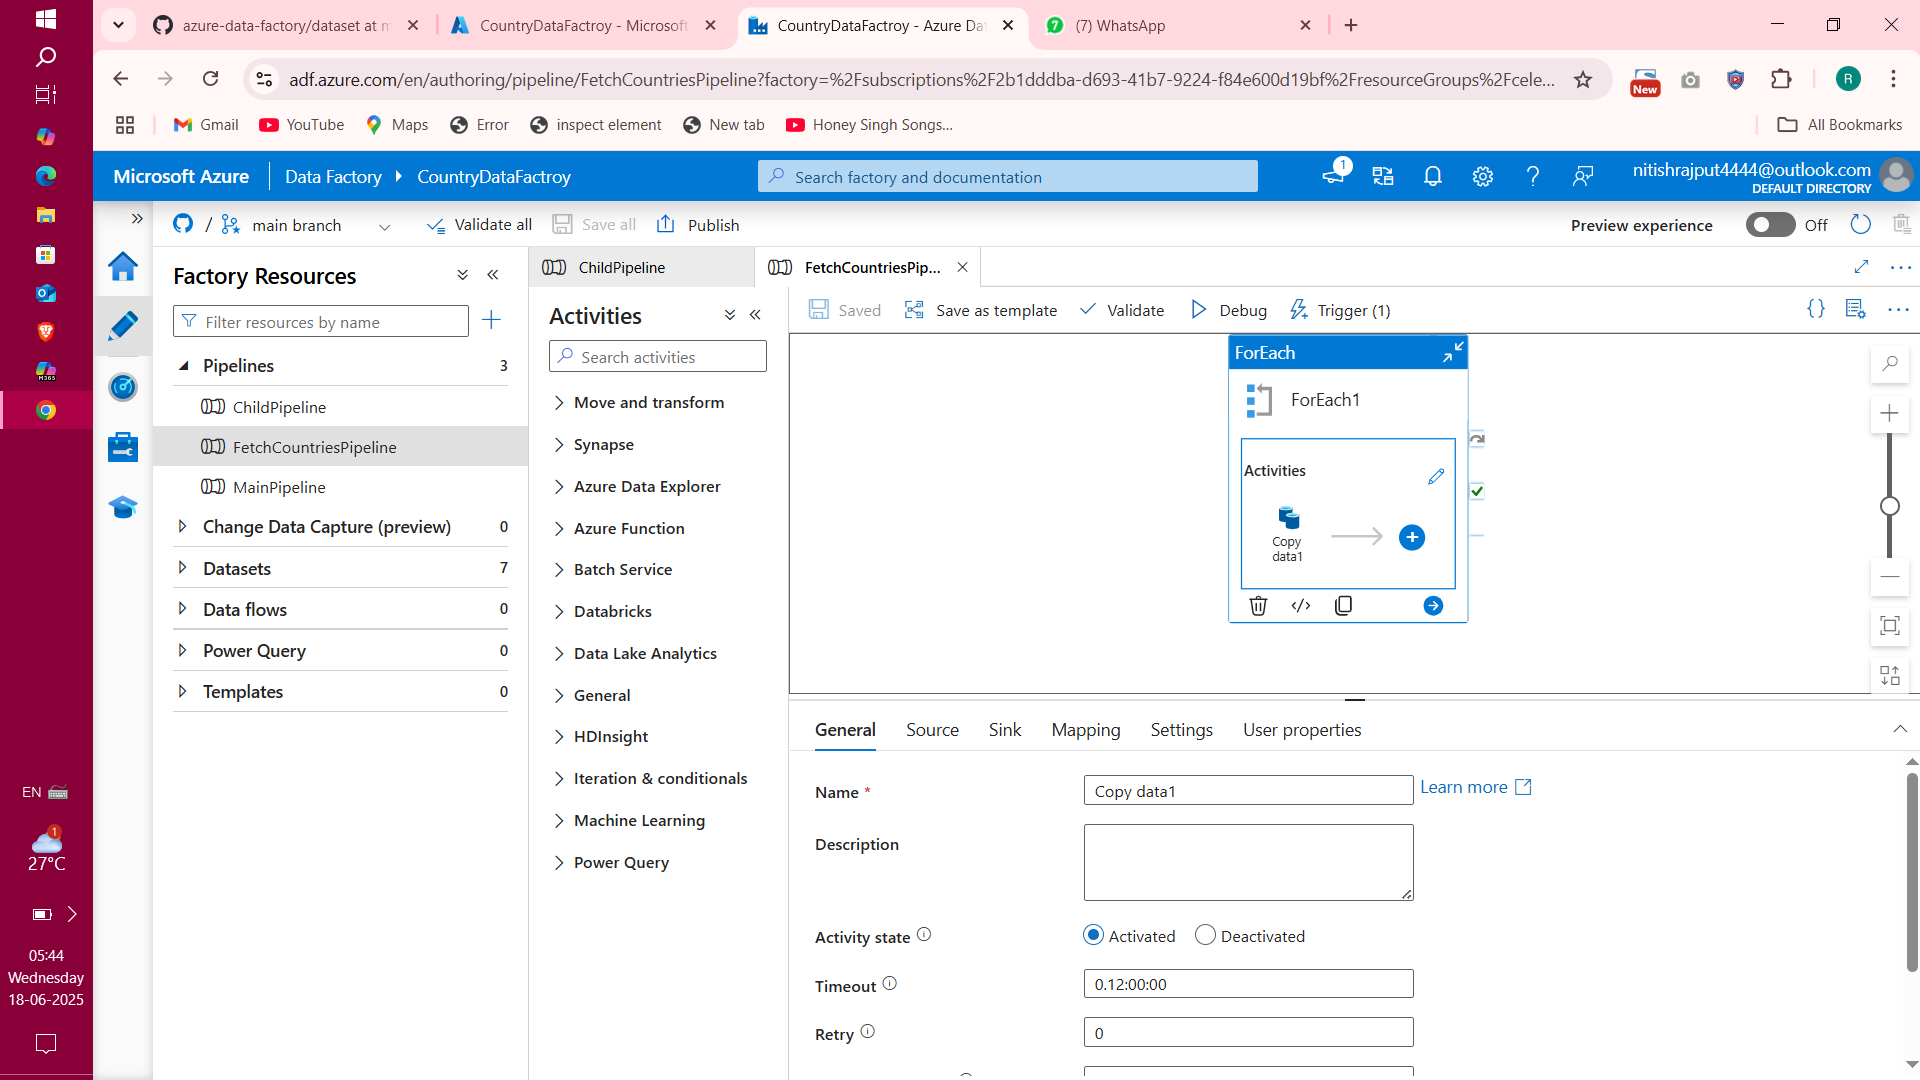 azure-data-factory/dataset at m
CountryDataFactroy - Microsoft
CountryDataFactroy - Azure Da
(7) WhatsApp
adf.azure.com/en/authoring/pipeline/FetchCountriesPipeline?factory=%2Fsubscriptions%2F2b1dddba-d693-41b7-9224-f84e600d19bf%2FresourceGroups%2Fcele...
New
R
Gmail
YouTube
Maps
Error
inspect element
New tab
Honey Singh Songs...
All Bookmarks
Microsoft Azure
Data Factory
CountryDataFactroy
Search factory and documentation
1
nitishrajput4444@outlook.com
DEFAULT DIRECTORY
/
main branch
Validate all
Save all
Publish
Preview experience
Off
Factory Resources
Filter resources by name
Pipelines 3
ChildPipeline
FetchCountriesPipeline
MainPipeline
Change Data Capture (preview) 0
Datasets 7
Data flows 0
Power Query 0
Templates 0
ChildPipeline
FetchCountriesPip...
Activities
Search activities
Move and transform
Synapse
Azure Data Explorer
Azure Function
Batch Service
Databricks
Data Lake Analytics
General
HDInsight
Iteration & conditionals
Machine Learning
Power Query
Saved
Save as template
Validate
Debug
Trigger (1)
{}
ForEach
ForEach1
Activities
Copy
data1
General
Source
Sink
Mapping
Settings
User properties
Name *
Copy data1
Learn more
Description
Activity state
Activated
Deactivated
Timeout
0.12:00:00
Retry
0
M365
EN
1
27°C
05:44
Wednesday
18-06-2025